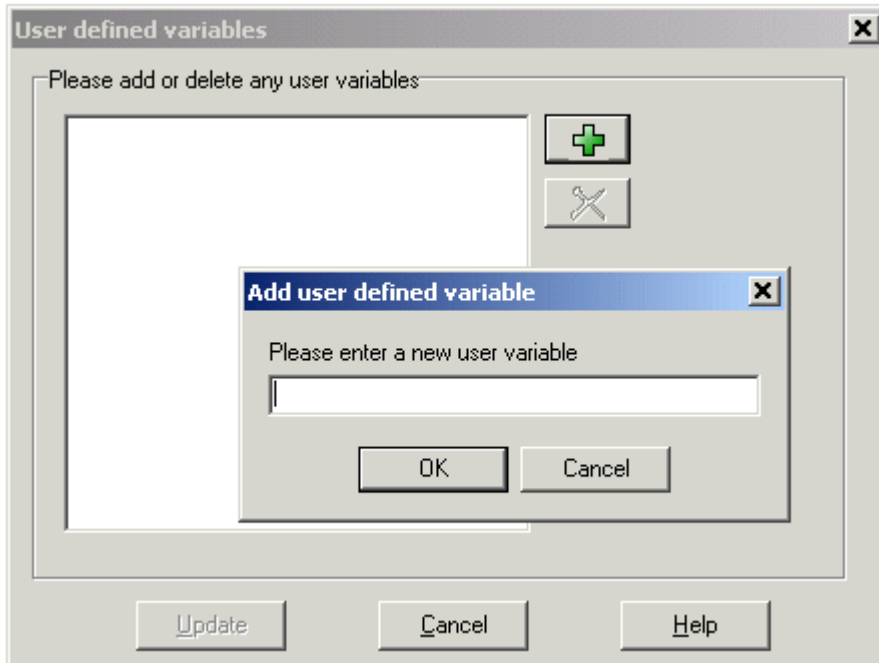 User defined variables
Please add or delete any user variables
Add user defined variable
Please enter a new user variable
OK Cancel
Update Cancel Help